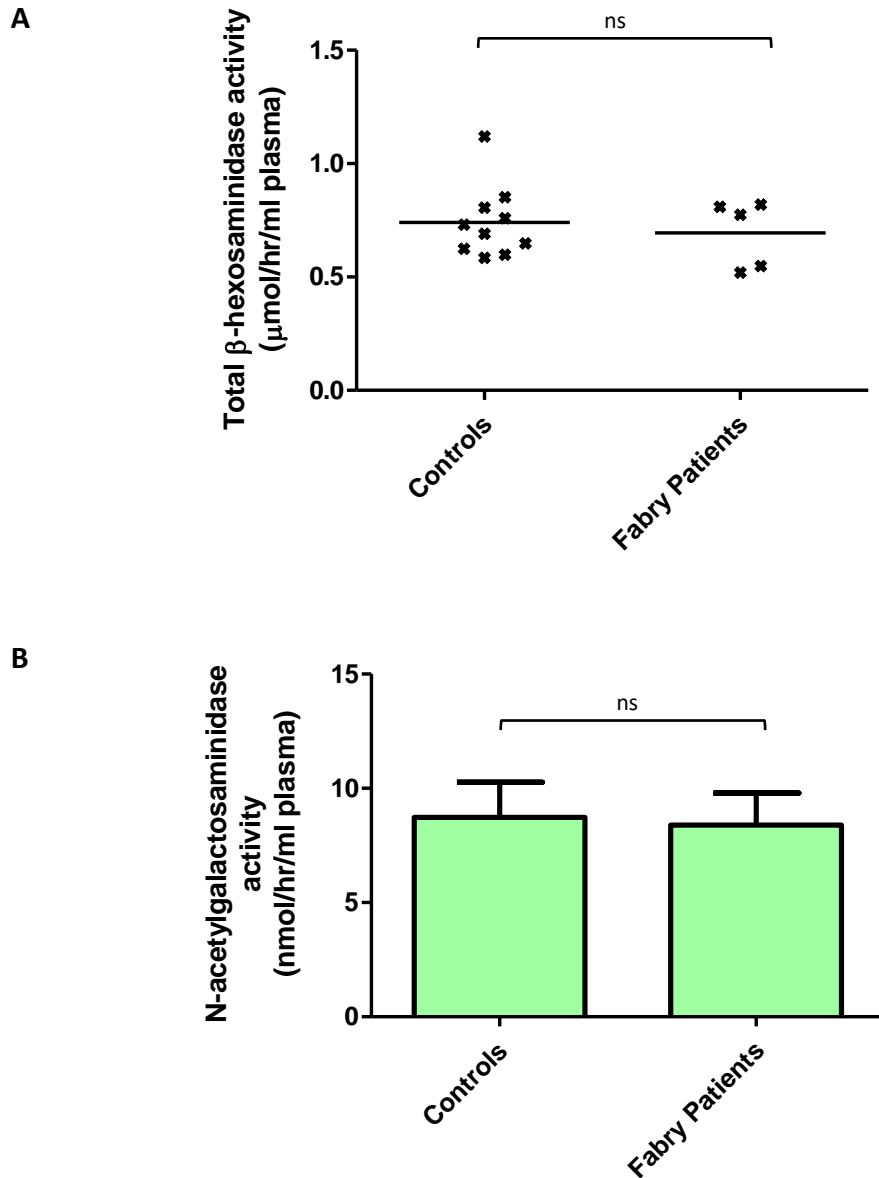 A
ns
Total β-hexosaminidase activity
(μmol/hr/ml plasma)
1.5
1.0
0.5
0.0
Controls
Fabry Patients
B
ns
N-acetylgalactosaminidase
activity
(nmol/hr/ml plasma)
15
10
5
0
Controls
Fabry Patients